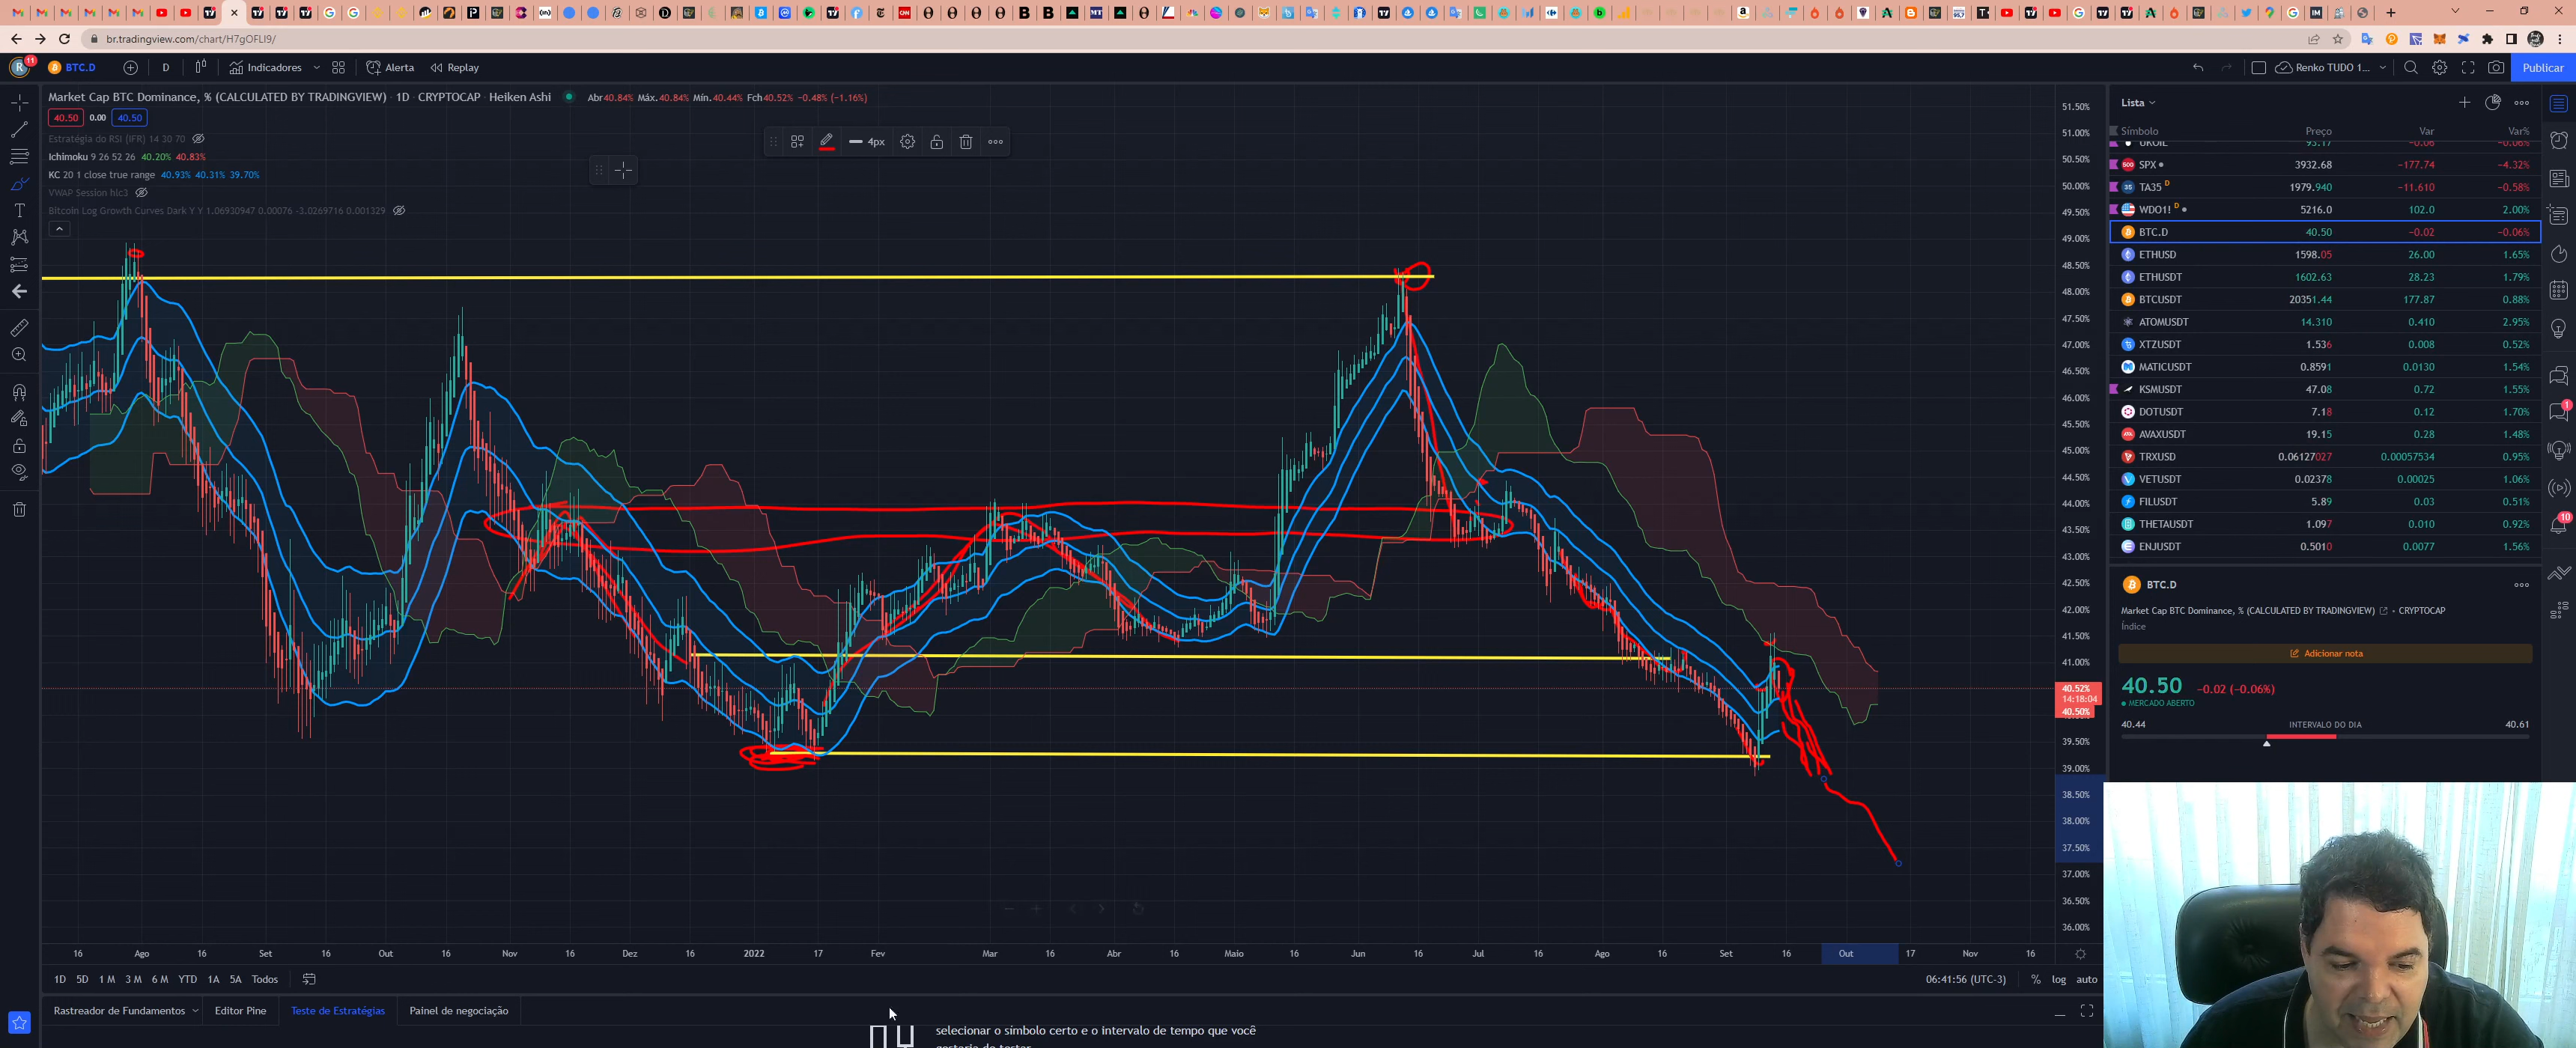 br.tradingview.com/chart/H7gOFLI9/
R 11 BTC.D D Indicadores Alerta Replay Renko TUDO 1... Publicar
Market Cap BTC Dominance, % (CALCULATED BY TRADINGVIEW) · 1D · CRYPTOCAP · Heiken Ashi Abr40.84% Máx.40.84% Mín.40.44% Fch40.52% −0.48% (−1.16%)
40.50 0.00 40.50
Estratégia do RSI (IFR) 14 30 70
Ichimoku 9 26 52 26 40.20% 40.83%
KC 20 1 close true range 40.93% 40.31% 39.70%
VWAP Session hlc3
Bitcoin Log Growth Curves Dark Y Y 1.06930947 0.00076 -3.0269716 0.001329
4px
51.50%
51.00%
50.50%
50.00%
49.50%
49.00%
48.50%
48.00%
47.50%
47.00%
46.50%
46.00%
45.50%
45.00%
44.50%
44.00%
43.50%
43.00%
42.50%
42.00%
41.50%
41.00%
40.52%
14:18:04
40.50%
39.50%
39.00%
38.50%
38.00%
37.50%
37.00%
36.50%
36.00%
16 Ago 16 Set Out 16 Nov 16 Dez 16 2022 17 Fev Mar 16 Abr 16 Maio 16 Jun 16 Jul 16 Ago 16 Set 16 Out 17 Nov 16
1D 5D 1 M 3 M 6 M YTD 1A 5A Todos 06:41:56 (UTC-3) % log auto
Rastreador de Fundamentos Editor Pine Teste de Estratégias Painel de negociação
selecionar o símbolo certo e o intervalo de tempo que você
gostaria de testar
Lista
Símbolo Preço Var Var%
UKOIL 93.17 −0.06 −0.06%
SPX 3932.68 −177.74 −4.32%
TA35 D 1979.940 −11.610 −0.58%
WDO1! D 5216.0 102.0 2.00%
BTC.D 40.50 −0.02 −0.06%
ETHUSD 1598.05 26.00 1.65%
ETHUSDT 1602.63 28.23 1.79%
BTCUSDT 20351.44 177.87 0.88%
ATOMUSDT 14.310 0.410 2.95%
XTZUSDT 1.536 0.008 0.52%
MATICUSDT 0.8591 0.0130 1.54%
KSMUSDT 47.08 0.72 1.55%
DOTUSDT 7.18 0.12 1.70%
AVAXUSDT 19.15 0.28 1.48%
TRXUSD 0.06127027 0.00057534 0.95%
VETUSDT 0.02378 0.00025 1.06%
FILUSDT 5.89 0.03 0.51%
THETAUSDT 1.097 0.010 0.92%
ENJUSDT 0.5010 0.0077 1.56%
BTC.D
Market Cap BTC Dominance, % (CALCULATED BY TRADINGVIEW) • CRYPTOCAP
Índice
Adicionar nota
40.50 −0.02 (−0.06%)
MERCADO ABERTO
40.44 INTERVALO DO DIA 40.61
1
10